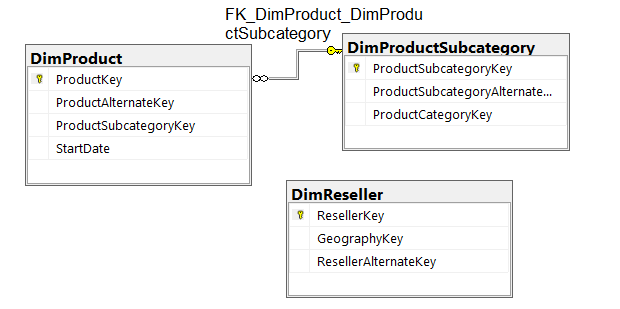 FK_DimProduct_DimProdu
ctSubcategory
DimProduct
ProductKey
ProductAlternateKey
ProductSubcategoryKey
StartDate
DimProductSubcategory
ProductSubcategoryKey
ProductSubcategoryAlternate...
ProductCategoryKey
DimReseller
ResellerKey
GeographyKey
ResellerAlternateKey